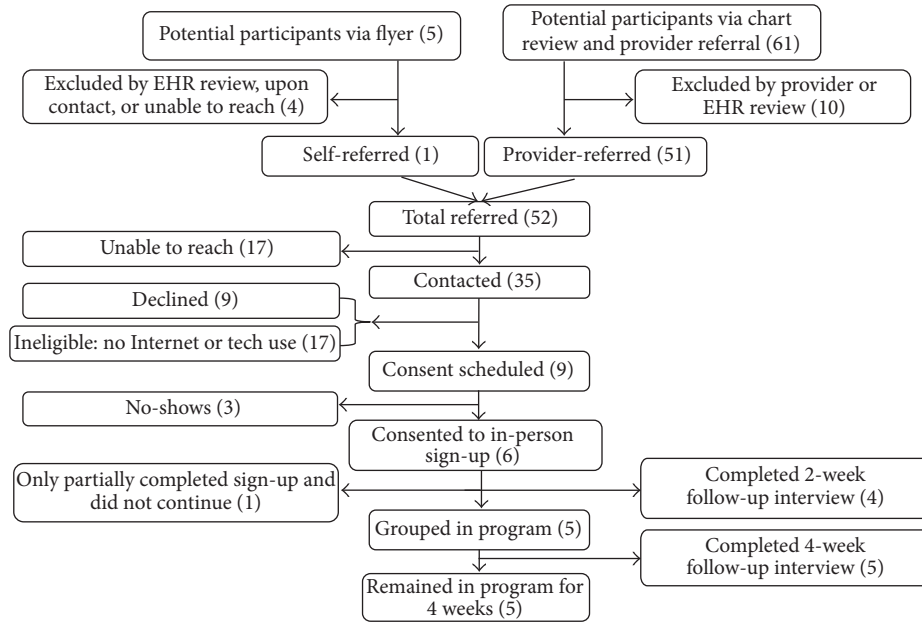 Potential participants via flyer (5)
Potential participants via chart
review and provider referral (61)
Excluded by EHR review, upon
contact, or unable to reach (4)
Excluded by provider or
EHR review (10)
Self-referred (1)
Provider-referred (51)
Total referred (52)
Unable to reach (17)
Contacted (35)
Declined (9)
Ineligible: no Internet or tech use (17)
Consent scheduled (9)
No-shows (3)
Consented to in-person
sign-up (6)
Only partially completed sign-up and
did not continue (1)
Completed 2-week
follow-up interview (4)
Grouped in program (5)
Completed 4-week
follow-up interview (5)
Remained in program for
4 weeks (5)